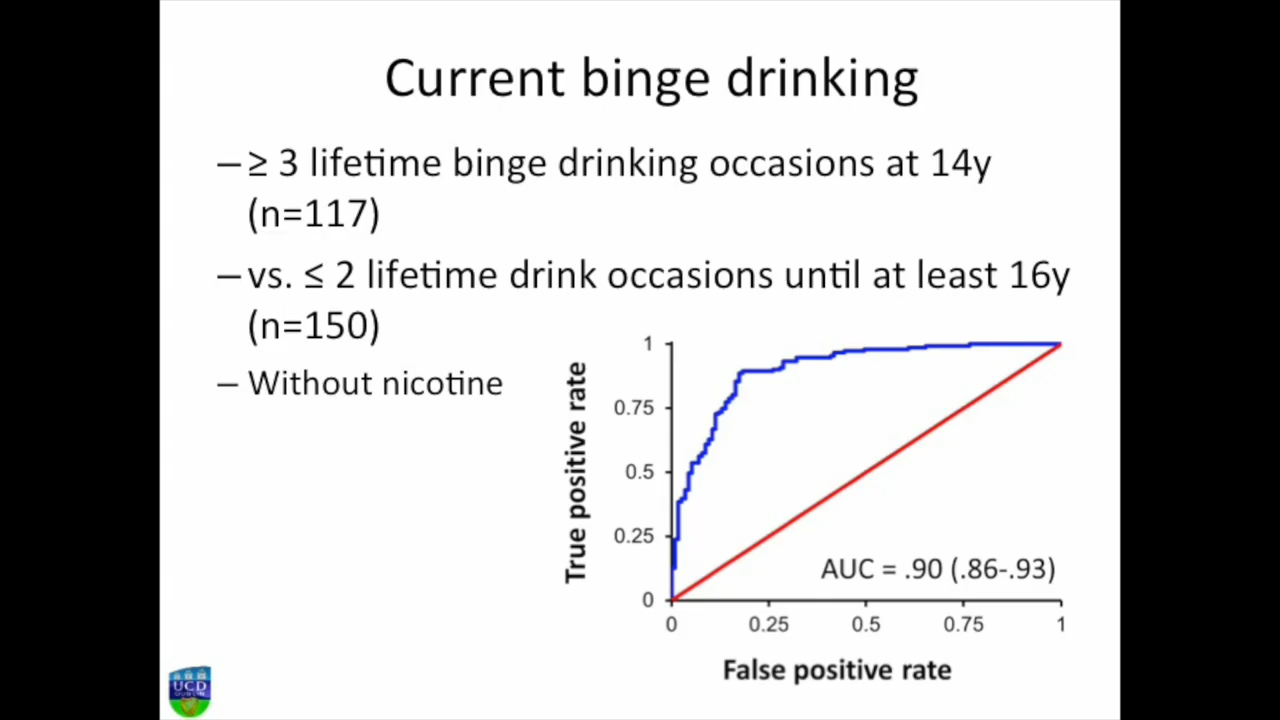 Current binge drinking
– ≥ 3 lifetime binge drinking occasions at 14y
(n=117)
– vs. ≤ 2 lifetime drink occasions until at least 16y
(n=150)
– Without nicotine
True positive rate
1
0.75
0.5
0.25
0
AUC = .90 (.86-.93)
0 0.25 0.5 0.75 1
False positive rate
UCD
DUBLIN